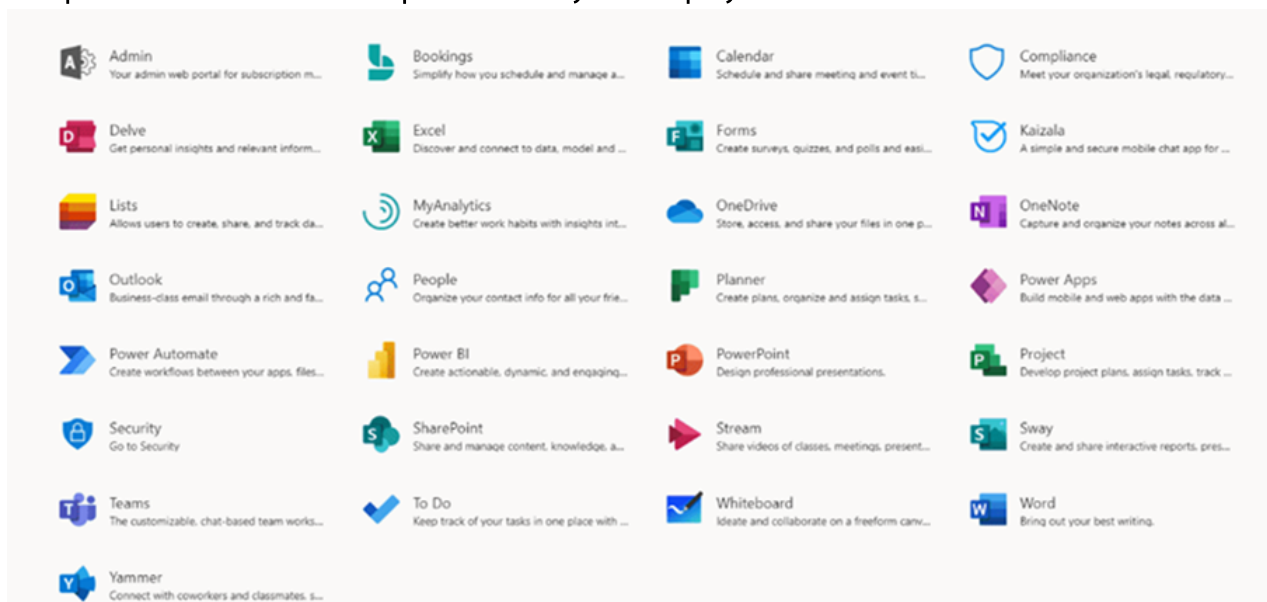 Admin
Your admin web portal for subscription m...
Bookings
Simplify how you schedule and manage a...
Calendar
Schedule and share meeting and event ti...
Compliance
Meet your organization's legal, regulatory...
Delve
Get personal insights and relevant inform...
Excel
Discover and connect to data, model and ...
Forms
Create surveys, quizzes, and polls and easi...
Kaizala
A simple and secure mobile chat app for ...
Lists
Allows users to create, share, and track da...
MyAnalytics
Create better work habits with insights int...
OneDrive
Store, access, and share your files in one p...
OneNote
Capture and organize your notes across al...
Outlook
Business-class email through a rich and fa...
People
Organize your contact info for all your frie...
Planner
Create plans, organize and assign tasks, s...
Power Apps
Build mobile and web apps with the data ...
Power Automate
Create workflows between your apps, files...
Power BI
Create actionable, dynamic, and engaging...
PowerPoint
Design professional presentations.
Project
Develop project plans, assign tasks, track ...
Security
Go to Security
SharePoint
Share and manage content, knowledge, a...
Stream
Share videos of classes, meetings, present...
Sway
Create and share interactive reports, pres...
Teams
The customizable, chat-based team works...
To Do
Keep track of your tasks in one place with ...
Whiteboard
Ideate and collaborate on a freeform canv...
Word
Bring out your best writing.
Yammer
Connect with coworkers and classmates, s...